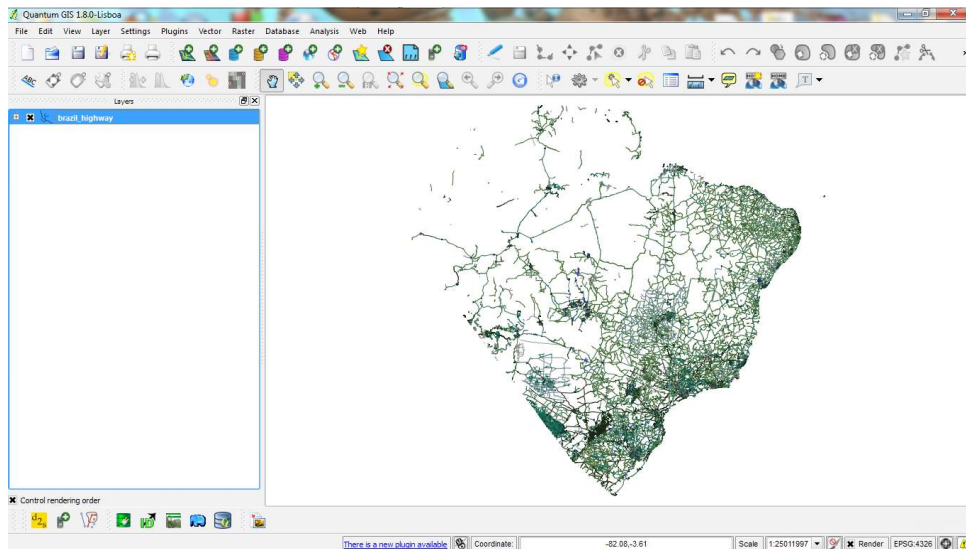 Quantum GIS 1.8.0-Lisboa
File Edit View Layer Settings Plugins Vector Raster Database Analysis Web Help
ABC
Layers
brazil_highway
Control rendering order
There is a new plugin available Coordinate: -82.08,-3.61 Scale 1:25011997 Render EPSG:4326